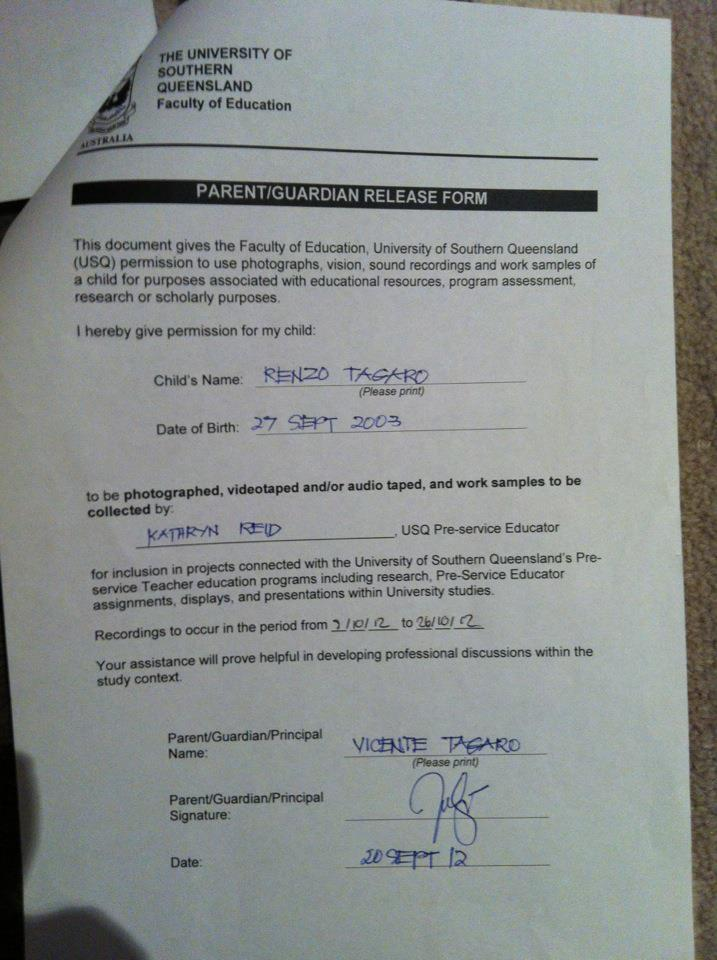 THE UNIVERSITY OF
SOUTHERN
QUEENSLAND
Faculty of Education
AUSTRALIA
PARENT/GUARDIAN RELEASE FORM
This document gives the Faculty of Education, University of Southern Queensland
(USQ) permission to use photographs, vision, sound recordings and work samples of
a child for purposes associated with educational resources, program assessment,
research or scholarly purposes.
I hereby give permission for my child:
Child's Name: RENZO TAGARO
(Please print)
Date of Birth: 27 SEPT 2003
to be photographed, videotaped and/or audio taped, and work samples to be
collected by:
KATHRYN REID, USQ Pre-service Educator
for inclusion in projects connected with the University of Southern Queensland's Pre-
service Teacher education programs including research, Pre-Service Educator
assignments, displays, and presentations within University studies.
Recordings to occur in the period from 9/10/12 to 26/10/12
Your assistance will prove helpful in developing professional discussions within the
study context.
Parent/Guardian/Principal
Name: VICENTE TAGARO
(Please print)
Parent/Guardian/Principal
Signature:
Date: 20 SEPT 12